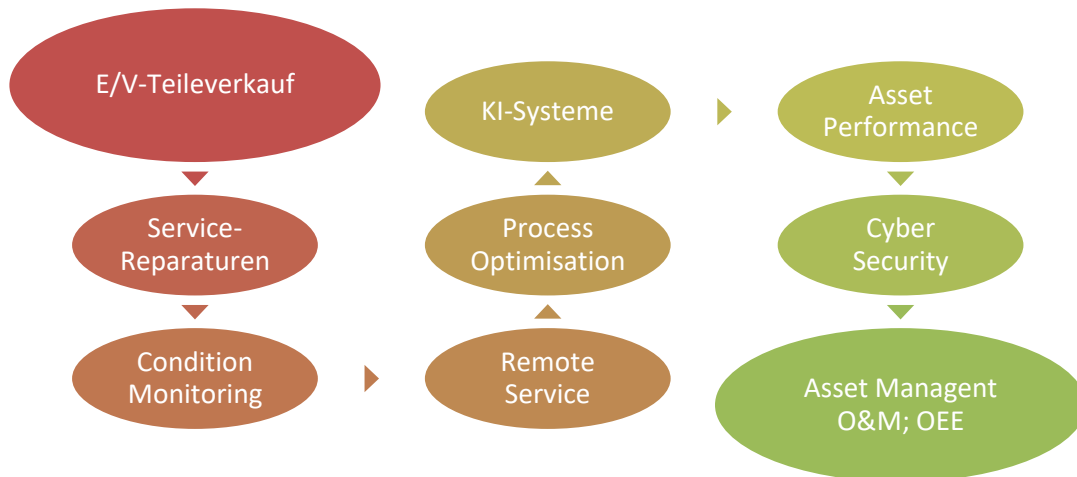 E/V-Teileverkauf
Service-
Reparaturen
Condition
Monitoring
Remote
Service
Process
Optimisation
KI-Systeme
Asset
Performance
Cyber
Security
Asset Managent
O&M; OEE